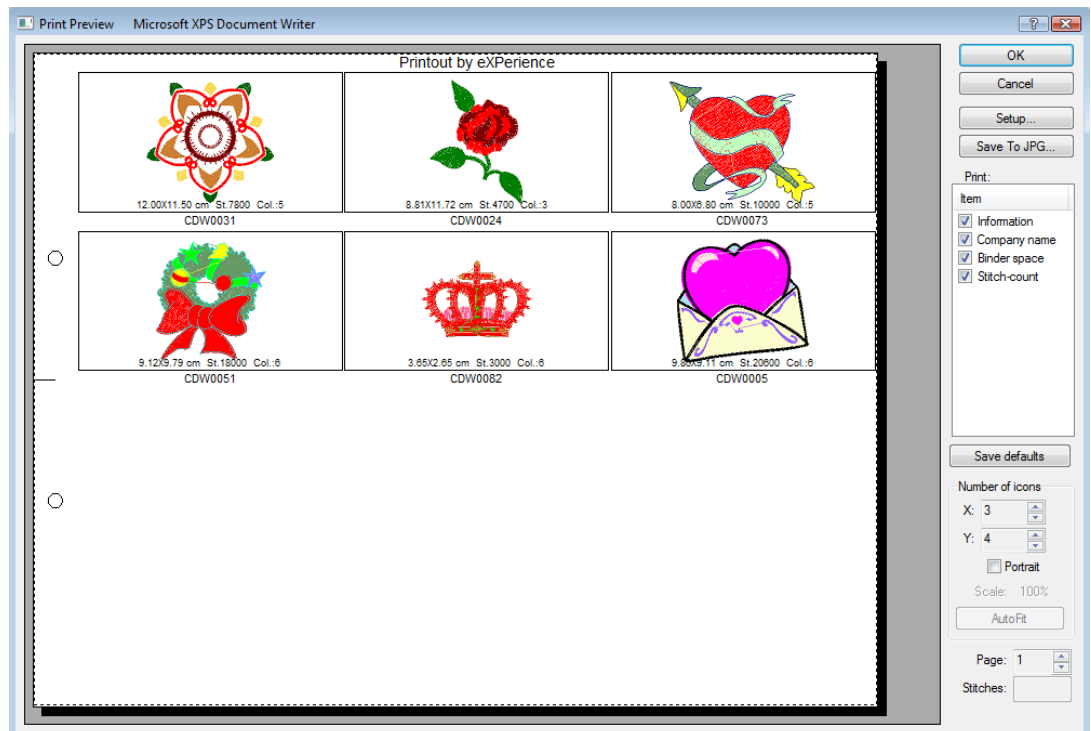 Print Preview Microsoft XPS Document Writer
Printout by eXPerience
12.00X11.50 cm St.7800 Col.:5
CDW0031
8.81X11.72 cm St.4700 Col.:3
CDW0024
8.00X6.80 cm St.10000 Col.:5
CDW0073
9.12X9.79 cm St.18000 Col.:6
CDW0051
3.65X2.65 cm St.3000 Col.:6
CDW0082
cm St.20600 Col.:6
CDW0005
OK
Cancel
Setup...
Save To JPG...
Print:
Item
Information
Company name
Binder space
Stitch-count
Save defaults
Number of icons
X: 3
Y: 4
Portrait
Scale: 100%
AutoFit
Page: 1
Stitches: